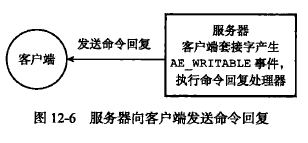 发送命令回复
客户端
服务器
客户端套接字产生
AE_WRITABLE 事件，
执行命令回复处理器
图 12-6 服务器向客户端发送命令回复